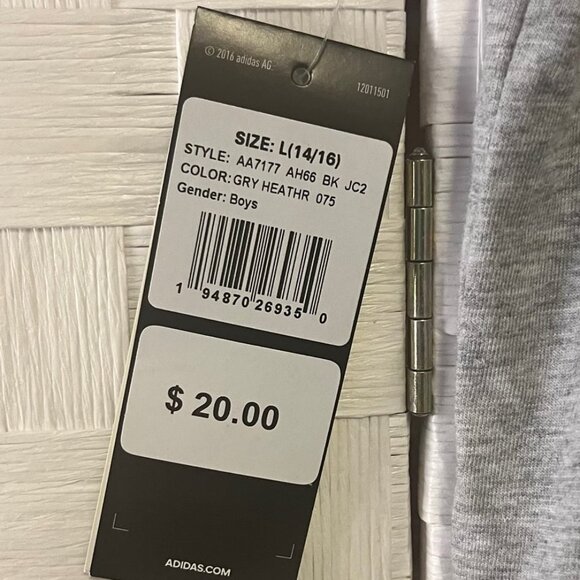 © 2016 adidas AG
12011501
SIZE: L(14/16)
STYLE: AA7177 AH66 BK JC2
COLOR: GRY HEATHR 075
Gender: Boys
1 94870 26935 0
$ 20.00
ADIDAS.COM